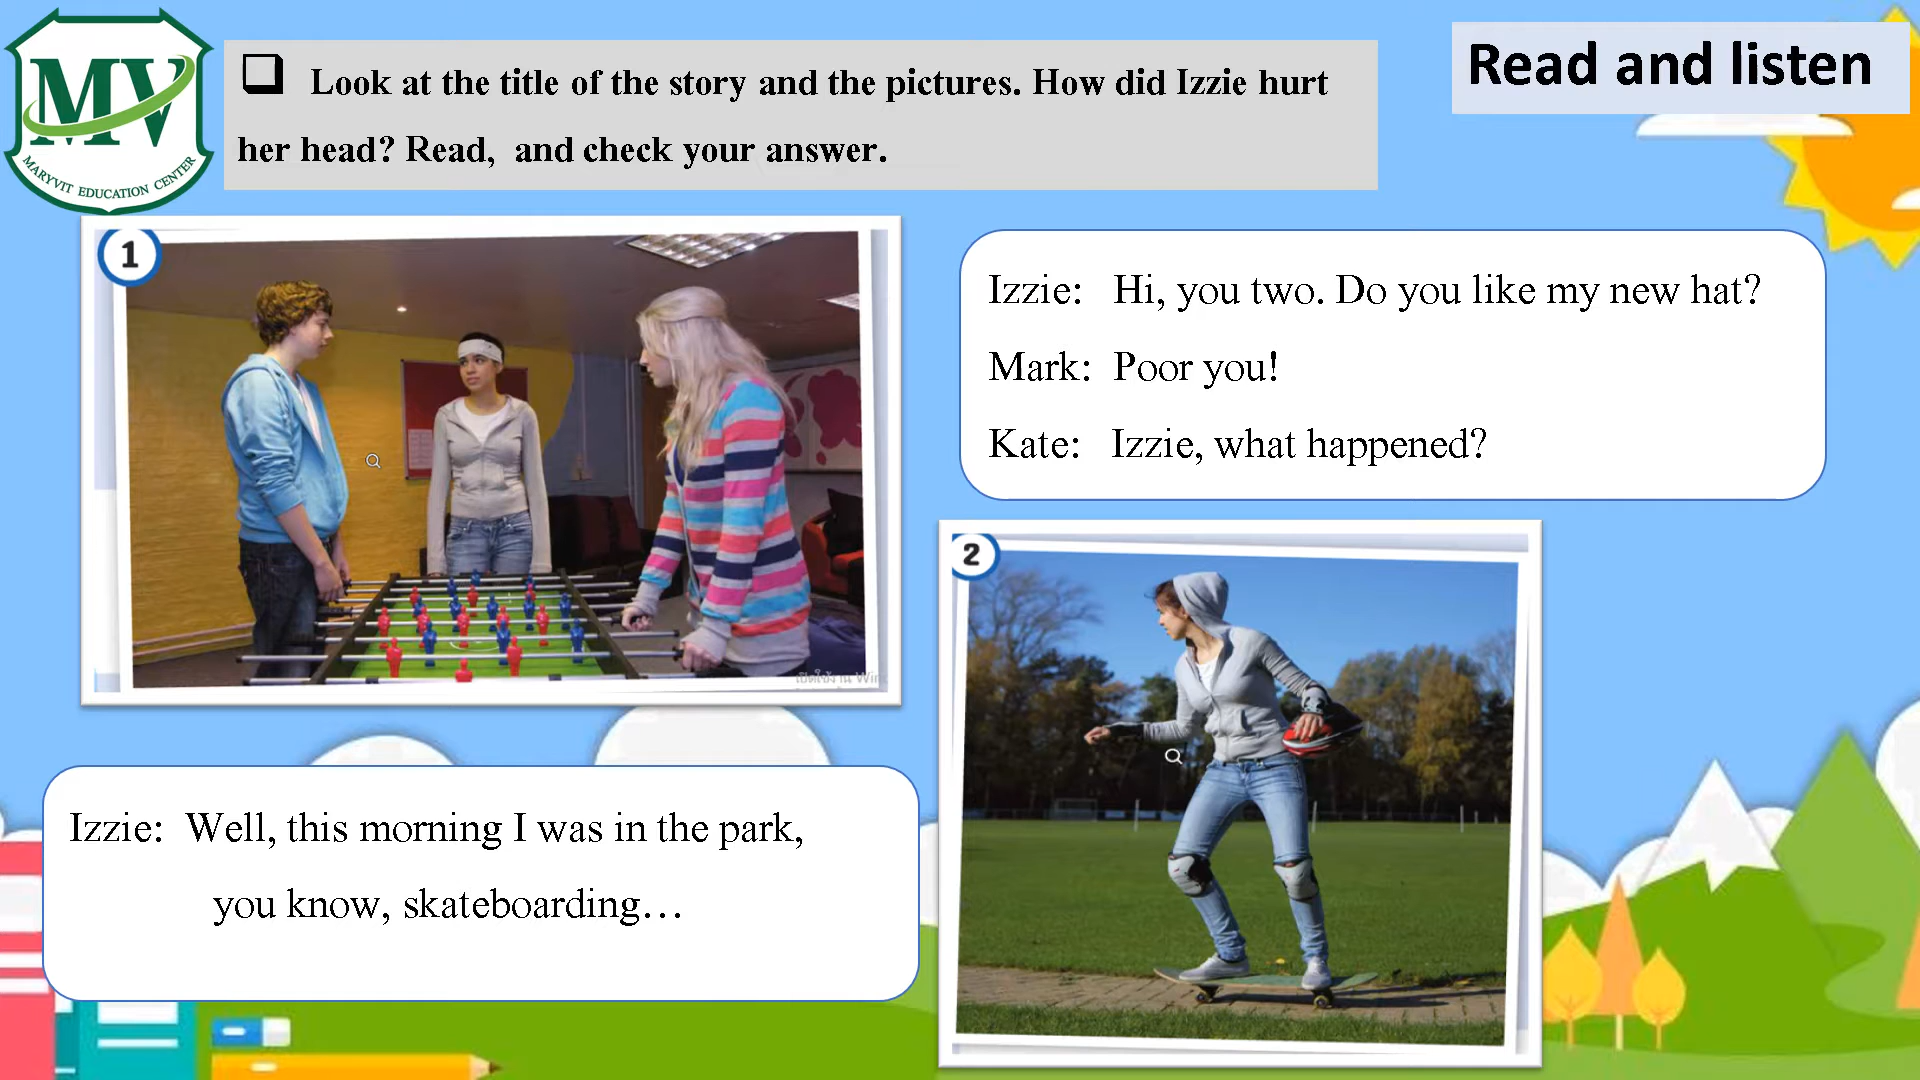 MV
MARYVIT EDUCATION CENTER
❑ Look at the title of the story and the pictures. How did Izzie hurt
her head? Read, and check your answer.
Read and listen
1
Izzie: Hi, you two. Do you like my new hat?
Mark: Poor you!
Kate: Izzie, what happened?
2
Izzie: Well, this morning I was in the park,
you know, skateboarding…